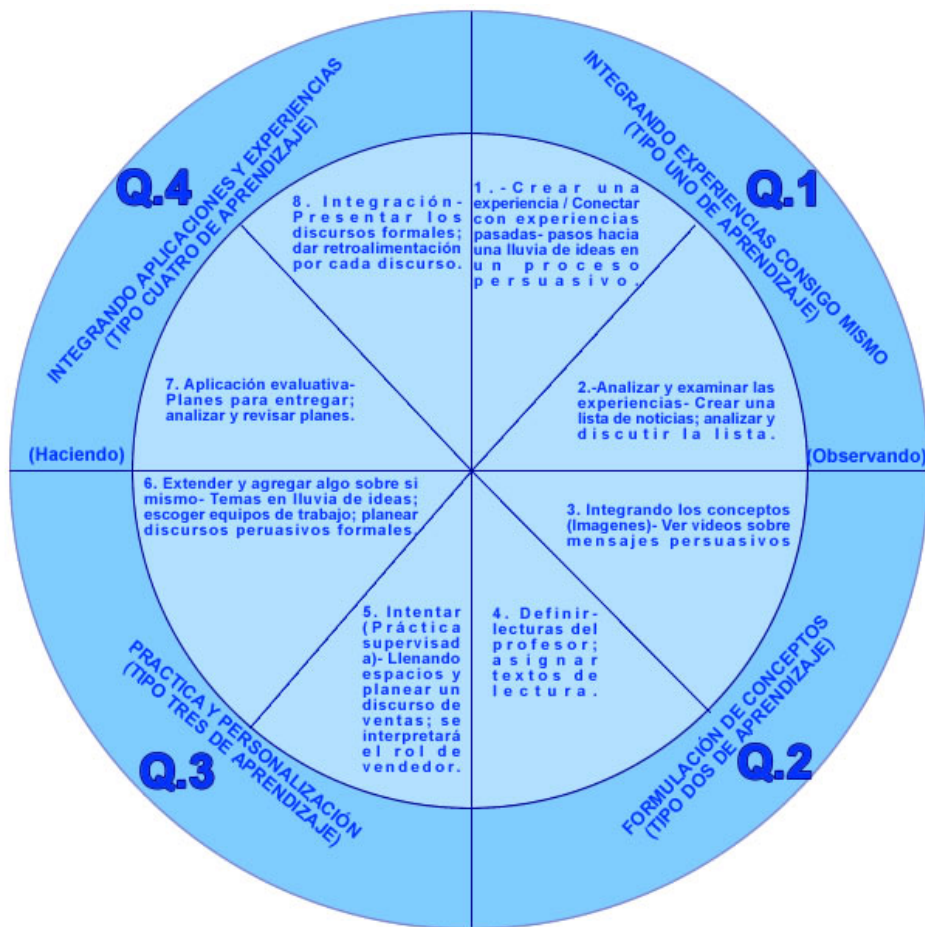 INTEGRANDO EXPERIENCIAS CONSIGO MISMO
(TIPO UNO DE APRENDIZAJE)
Q.1
1.-Crear una
experiencia / Conectar
con experiencias
pasadas- pasos hacia
una lluvia de ideas en
un proceso
persuasivo.
2.-Analizar y examinar las
experiencias- Crear una
lista de noticias; analizar y
discutir la lista.
(Observando)
FORMULACIÓN DE CONCEPTOS
(TIPO DOS DE APRENDIZAJE)
Q.2
3. Integrando los conceptos
(Imagenes)- Ver videos sobre
mensajes persuasivos
4. Definir-
lecturas del
profesor;
asignar
textos de
lectura.
PRACTICA Y PERSONALIZACIÓN
(TIPO TRES DE APRENDIZAJE)
Q.3
5. Intentar
(Práctica
supervisad
a)- Llenando
espacios y
planear un
discurso de
ventas; se
interpretará
el rol de
vendedor.
6. Extender y agregar algo sobre si
mismo- Temas en lluvia de ideas;
escoger equipos de trabajo; planear
discursos peruasivos formales.
(Haciendo)
INTEGRANDO APLICACIONES Y EXPERIENCIAS
(TIPO CUATRO DE APRENDIZAJE)
Q.4
7. Aplicación evaluativa-
Planes para entregar;
analizar y revisar planes.
8. Integración-
Presentar los
discursos formales;
dar retroalimentación
por cada discurso.